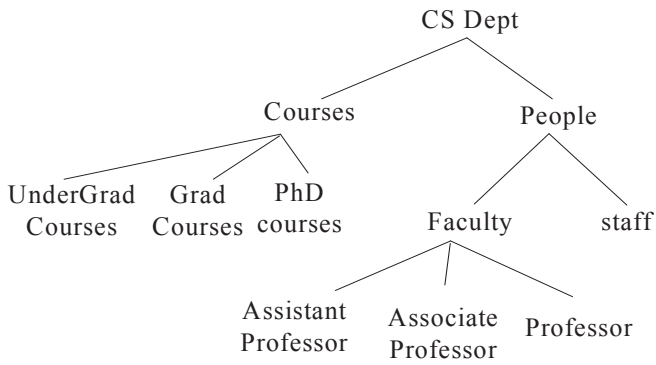 CS Dept
Courses
People
UnderGrad
Courses
Grad
Courses
PhD
courses
Faculty
staff
Assistant
Professor
Associate
Professor
Professor